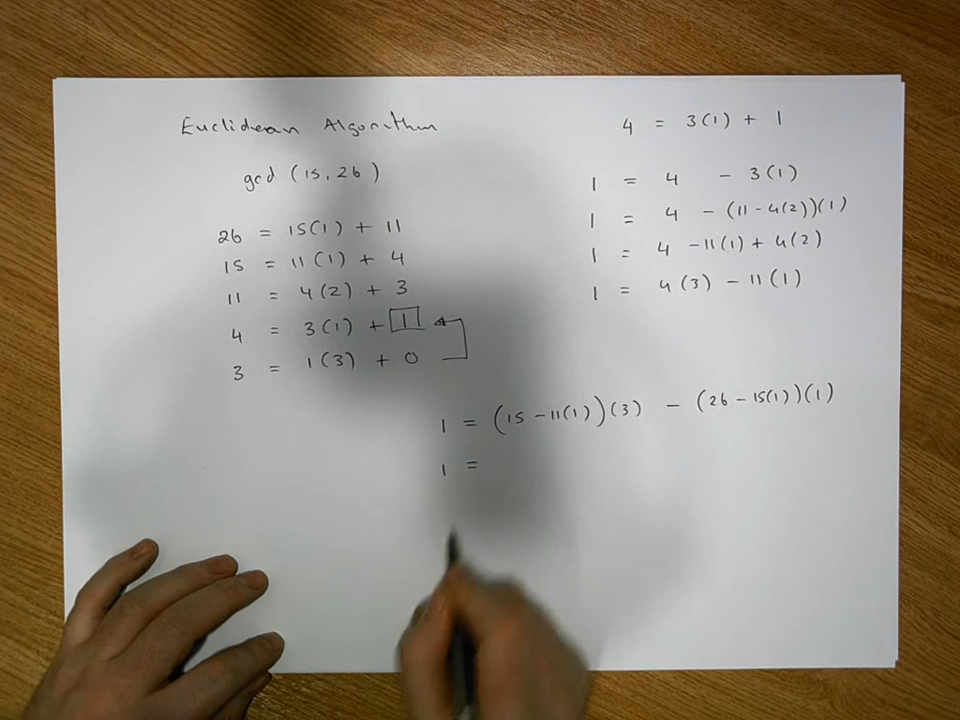 Euclidean Algorithm
gcd (15, 26)
26 = 15(1) + 11
15 = 11(1) + 4
11 = 4(2) + 3
4 = 3(1) + 1
3 = 1(3) + 0
4 = 3(1) + 1
1 = 4 - 3(1)
1 = 4 - (11 - 4(2))(1)
1 = 4 - 11(1) + 4(2)
1 = 4(3) - 11(1)
1 = (15 - 11(1))(3) - (26 - 15(1))(1)
1 =